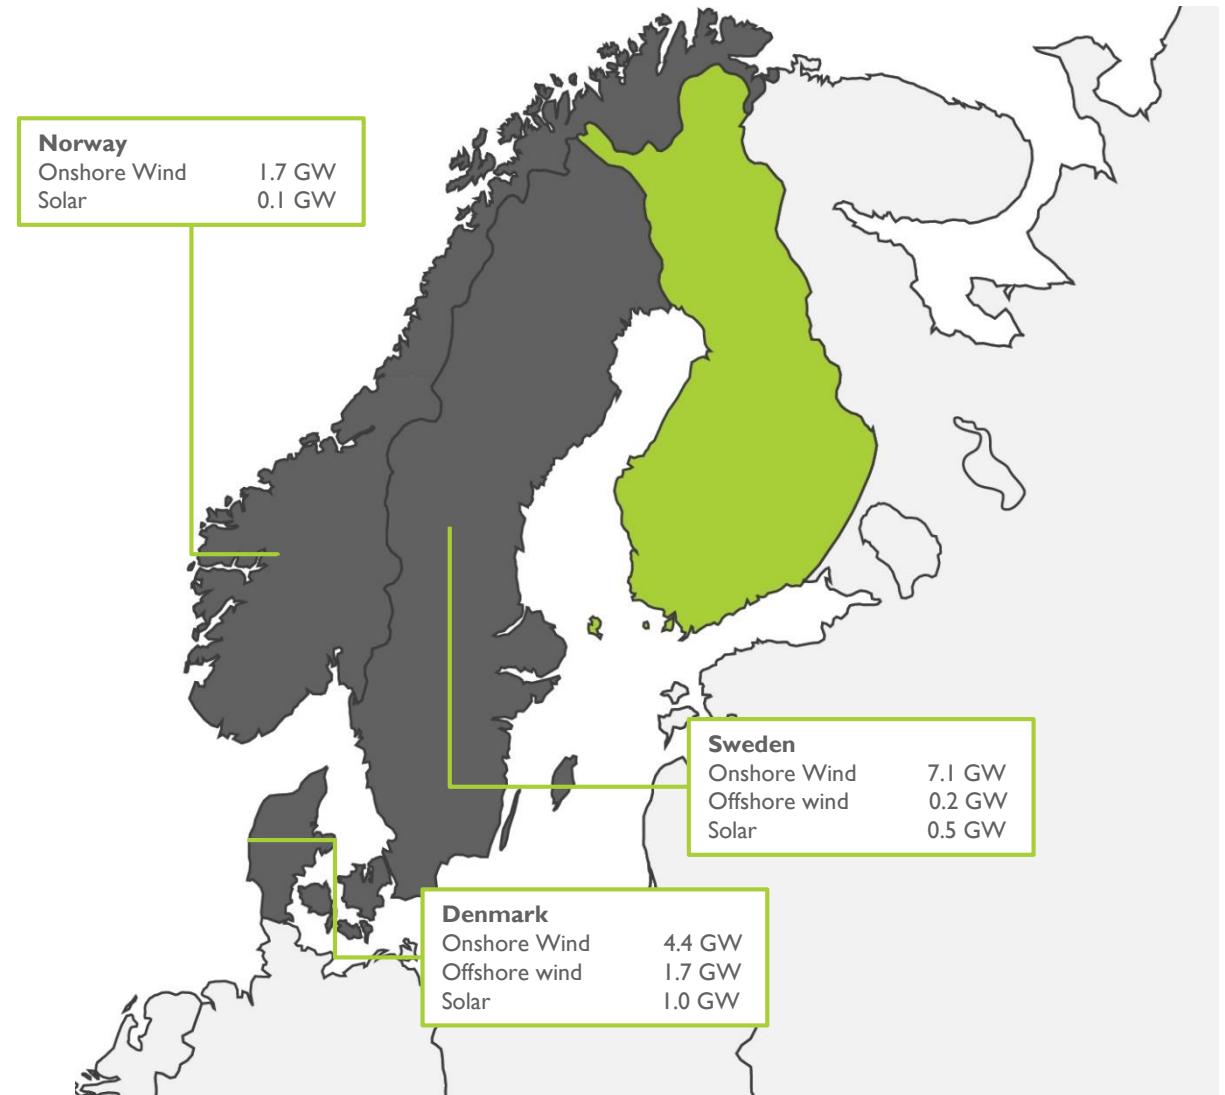 Norway
Onshore Wind 1.7 GW
Solar 0.1 GW
Sweden
Onshore Wind 7.1 GW
Offshore wind 0.2 GW
Solar 0.5 GW
Denmark
Onshore Wind 4.4 GW
Offshore wind 1.7 GW
Solar 1.0 GW